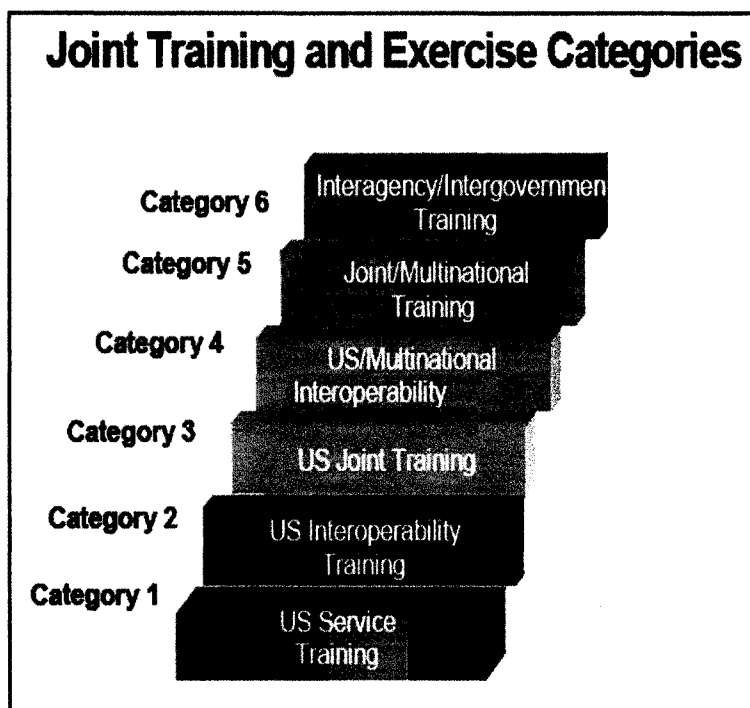 Joint Training and Exercise Categories
Category 6
Interagency/Intergovernmen
Training
Category 5
Joint/Multinational
Training
Category 4
US/Multinational
Interoperability
Category 3
US Joint Training
Category 2
US Interoperability
Training
Category 1
US Service
Training